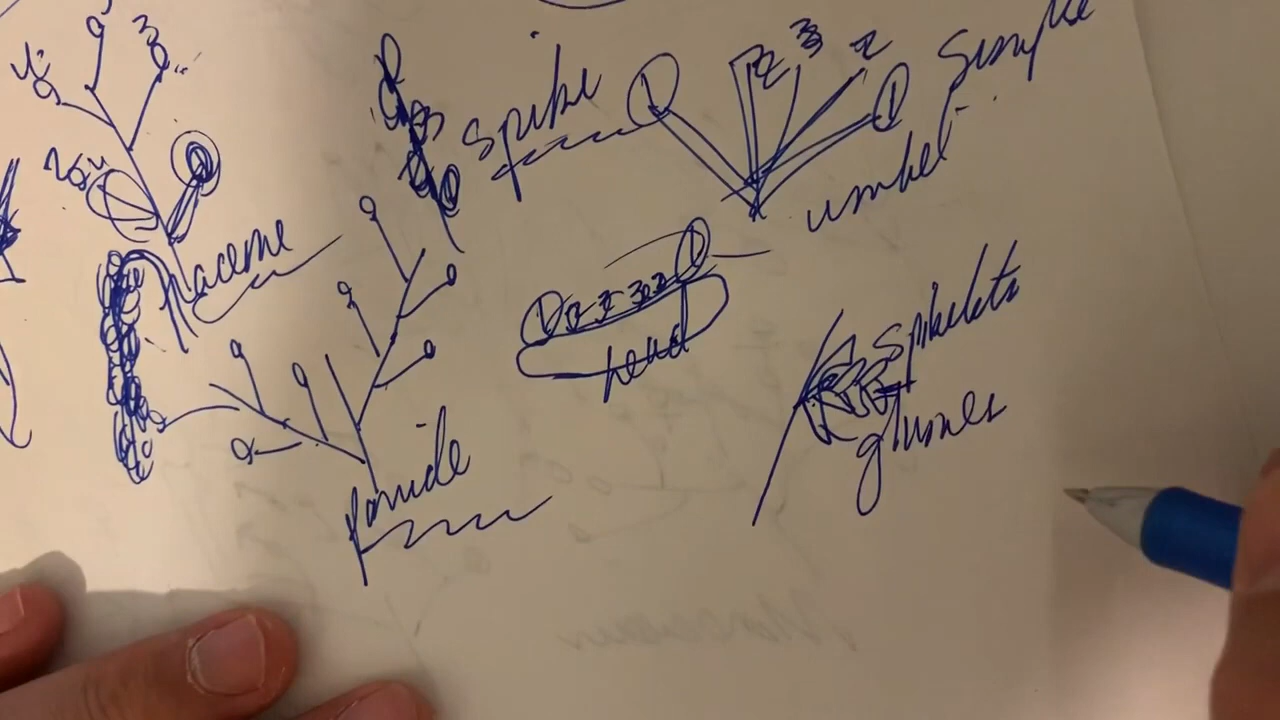 spike
Simple
umbel
raceme
head
spikelets
glumes
panicle